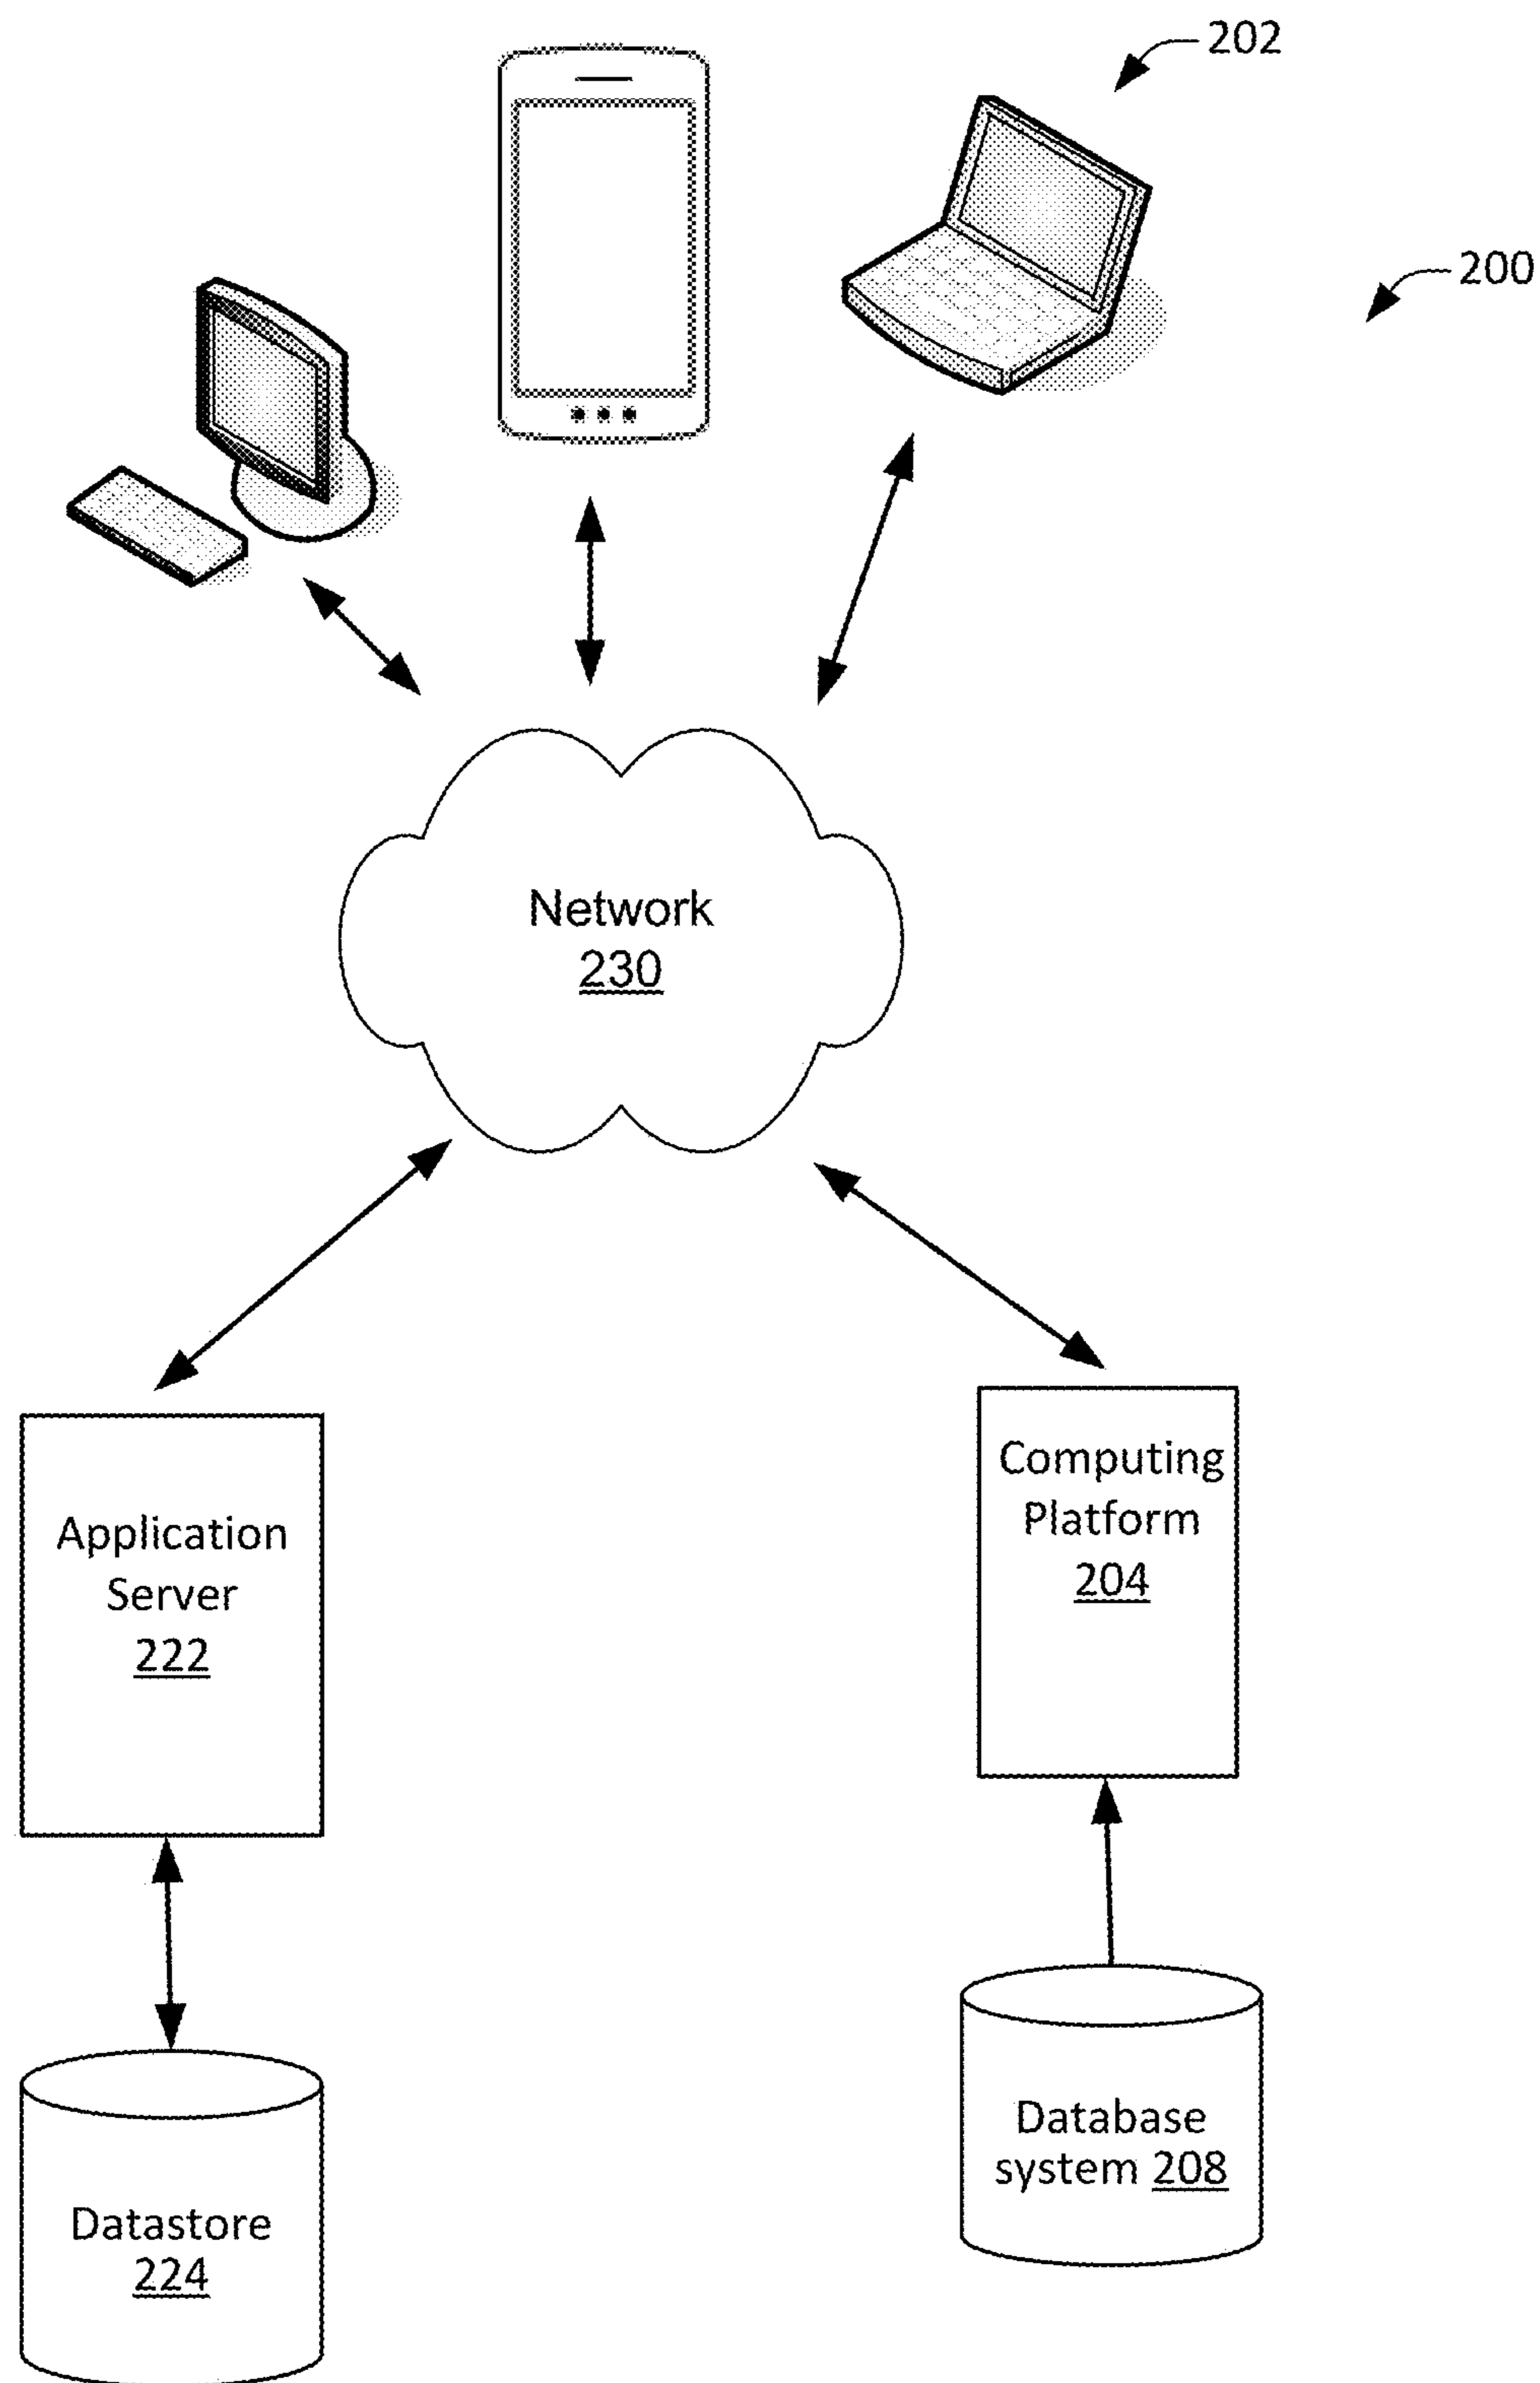 202
200
Network
230
Application
Server
222
Computing
Platform
204
Datastore
224
Database
system 208